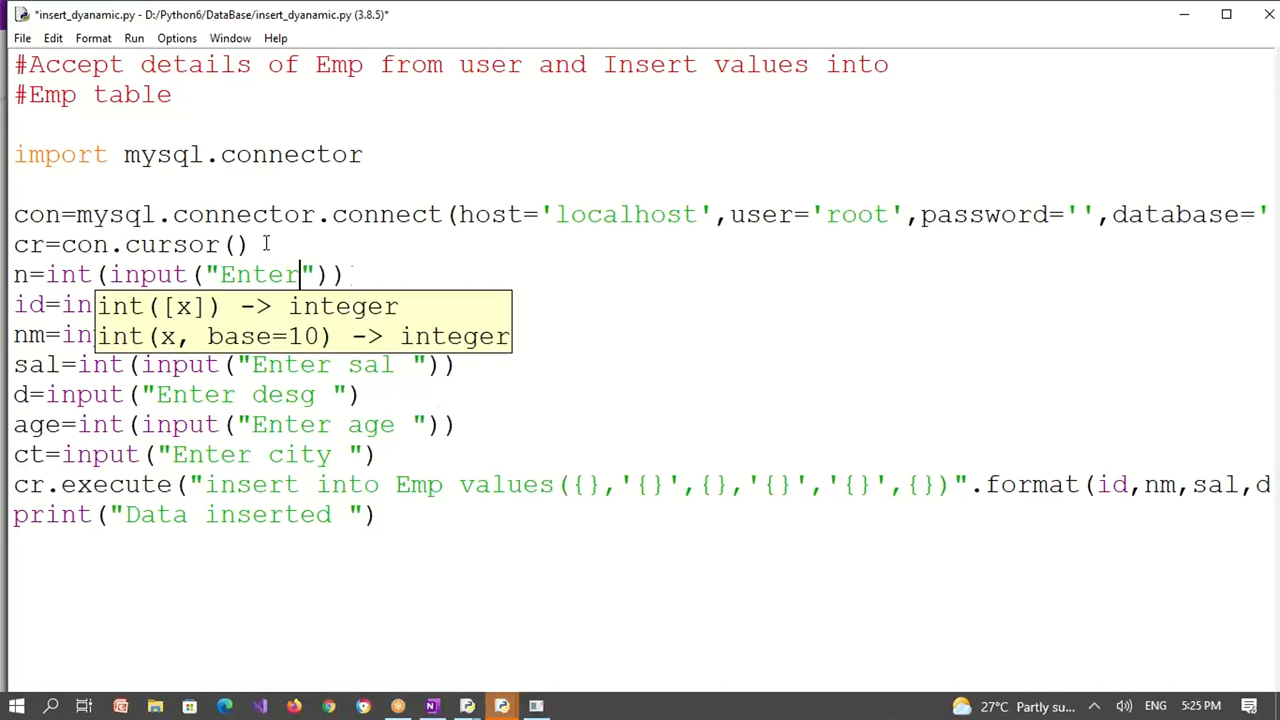 *insert_dyanamic.py - D:/Python6/DataBase/insert_dyanamic.py (3.8.5)*
File Edit Format Run Options Window Help
#Accept details of Emp from user and Insert values into
#Emp table
import mysql.connector
con=mysql.connector.connect(host='localhost',user='root',password='',database='
cr=con.cursor()
n=int(input("Enter"))
id=in
int([x]) -> integer
nm=in
int(x, base=10) -> integer
sal=int(input("Enter sal "))
d=input("Enter desg ")
age=int(input("Enter age "))
ct=input("Enter city ")
cr.execute("insert into Emp values({},'{}',{},'{}','{}',{})".format(id,nm,sal,d
print("Data inserted ")
27°C Partly su... ENG 5:25 PM